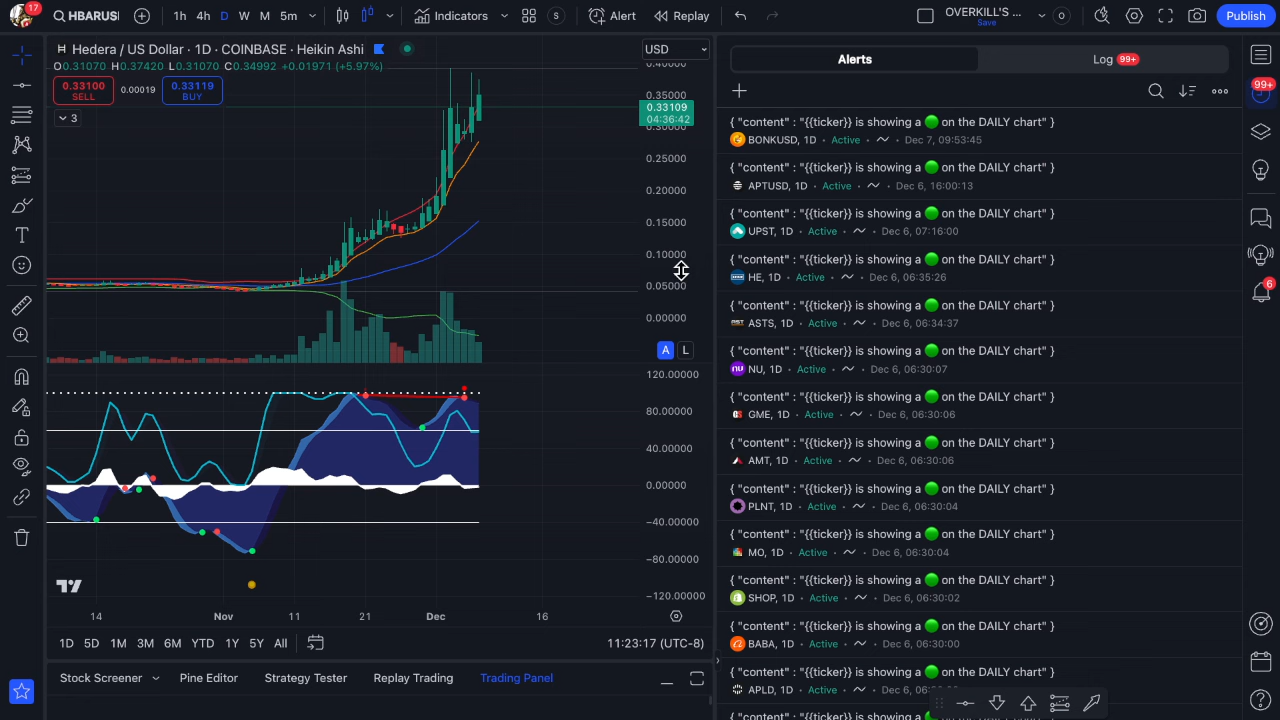 17
HBARUSI
1h 4h D W M 5m
Indicators
S
Alert
Replay
OVERKILL'S ...
Save
O
Publish
Hedera / US Dollar · 1D · COINBASE · Heikin Ashi
USD
O0.31070 H0.37420 L0.31070 C0.34992 +0.01971 (+5.97%)
0.33100
SELL
0.00019
0.33119
BUY
3
0.40000
0.35000
0.33109
04:36:42
0.30000
0.25000
0.20000
0.15000
0.10000
0.05000
0.00000
A L
120.00000
80.00000
40.00000
0.00000
−40.00000
−80.00000
−120.00000
14 Nov 11 21 Dec 16
1D 5D 1M 3M 6M YTD 1Y 5Y All
11:23:17 (UTC-8)
Stock Screener
Pine Editor
Strategy Tester
Replay Trading
Trading Panel
Alerts
Log 99+
{ "content" : "{{ticker}} is showing a 🟢 on the DAILY chart" }
BONKUSD, 1D · Active · Dec 7, 09:53:45
{ "content" : "{{ticker}} is showing a 🟢 on the DAILY chart" }
APTUSD, 1D · Active · Dec 6, 16:00:13
{ "content" : "{{ticker}} is showing a 🟢 on the DAILY chart" }
UPST, 1D · Active · Dec 6, 07:16:00
{ "content" : "{{ticker}} is showing a 🟢 on the DAILY chart" }
HE, 1D · Active · Dec 6, 06:35:26
{ "content" : "{{ticker}} is showing a 🟢 on the DAILY chart" }
ASTS, 1D · Active · Dec 6, 06:34:37
{ "content" : "{{ticker}} is showing a 🟢 on the DAILY chart" }
NU, 1D · Active · Dec 6, 06:30:07
{ "content" : "{{ticker}} is showing a 🟢 on the DAILY chart" }
GME, 1D · Active · Dec 6, 06:30:06
{ "content" : "{{ticker}} is showing a 🟢 on the DAILY chart" }
AMT, 1D · Active · Dec 6, 06:30:06
{ "content" : "{{ticker}} is showing a 🟢 on the DAILY chart" }
PLNT, 1D · Active · Dec 6, 06:30:04
{ "content" : "{{ticker}} is showing a 🟢 on the DAILY chart" }
MO, 1D · Active · Dec 6, 06:30:04
{ "content" : "{{ticker}} is showing a 🟢 on the DAILY chart" }
SHOP, 1D · Active · Dec 6, 06:30:02
{ "content" : "{{ticker}} is showing a 🟢 on the DAILY chart" }
BABA, 1D · Active · Dec 6, 06:30:00
{ "content" : "{{ticker}} is showing a 🟢 on the DAILY chart" }
APLD, 1D · Active · Dec 6,
99+
6